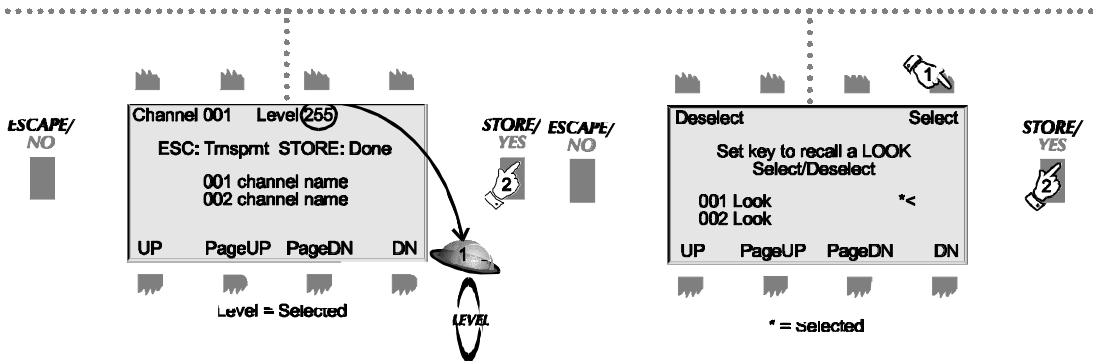 ESCAPE/
NO
Channel 001 Level 255
ESC: Trnsprnt STORE: Done
001 channel name
002 channel name
UP PageUP PageDN DN
Level = Selected
STORE/
YES
2
1
LEVEL
ESCAPE/
NO
1
Deselect Select
Set key to recall a LOOK
Select/Deselect
001 Look *<
002 Look
UP PageUP PageDN DN
* = Selected
STORE/
YES
2